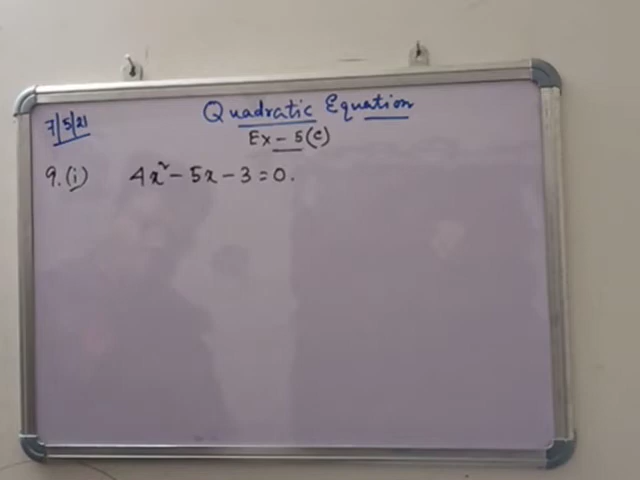 Quadratic Equation
7/5/21
Ex - 5(c)
9.(i) 4x² - 5x - 3 = 0.